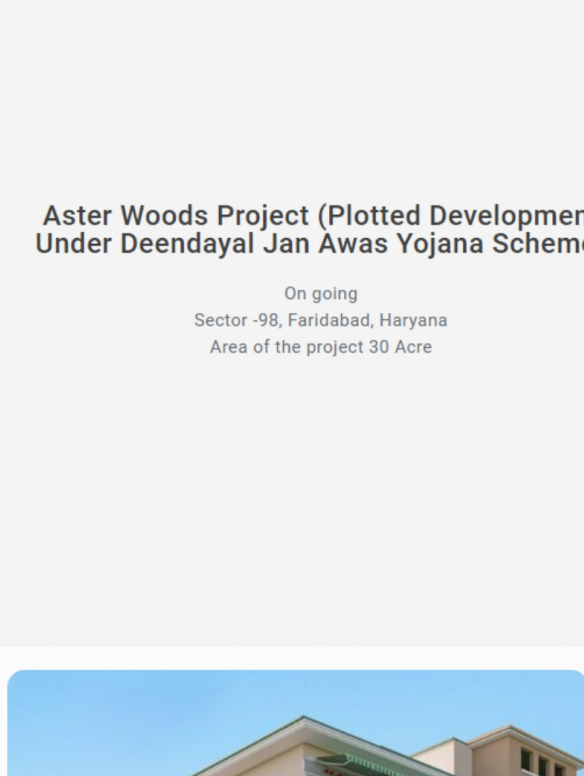 Aster Woods Project (Plotted Developmen
Under Deendayal Jan Awas Yojana Scheme
On going
Sector -98, Faridabad, Haryana
Area of the project 30 Acre